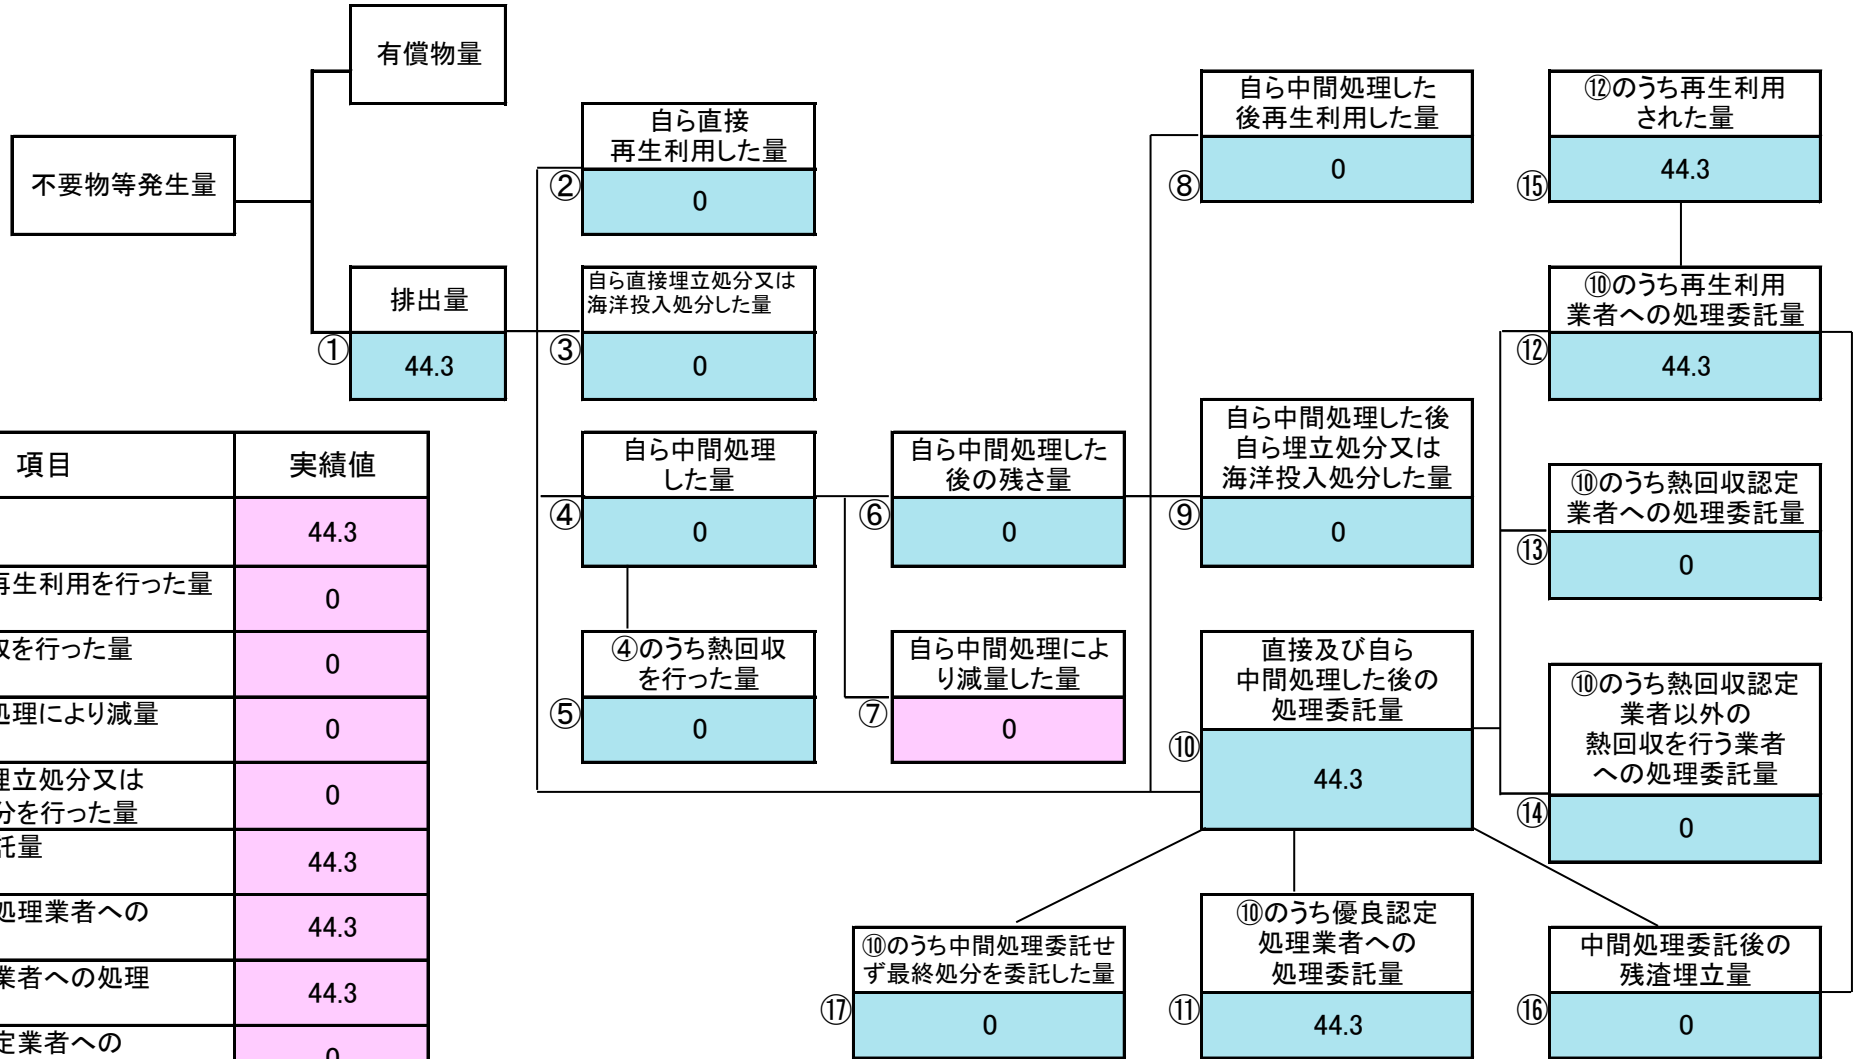 有償物量
不要物等発生量
排出量
①
44.3
自ら直接
再生利用した量
②
0
自ら直接埋立処分又は
海洋投入処分した量
③
0
自ら中間処理
した量
④
0
④のうち熱回収
を行った量
⑤
0
自ら中間処理した
後の残さ量
⑥
0
自ら中間処理によ
り減量した量
⑦
0
自ら中間処理した
後再生利用した量
⑧
0
自ら中間処理した後
自ら埋立処分又は
海洋投入処分した量
⑨
0
直接及び自ら
中間処理した後の
処理委託量
⑩
44.3
⑩のうち再生利用
業者への処理委託量
⑫
44.3
⑫のうち再生利用
された量
⑮
44.3
⑩のうち熱回収認定
業者への処理委託量
⑬
0
⑩のうち熱回収認定
業者以外の
熱回収を行う業者
への処理委託量
⑭
0
⑩のうち中間処理委託せ
ず最終処分を委託した量
⑰
0
⑩のうち優良認定
処理業者への
処理委託量
⑪
44.3
中間処理委託後の
残渣埋立量
⑯
0
項目 実績値
44.3
再生利用を行った量 0
を行った量 0
処理により減量 0
埋立処分又は
分を行った量 0
託量 44.3
処理業者への 44.3
業者への処理 44.3
定業者への 0